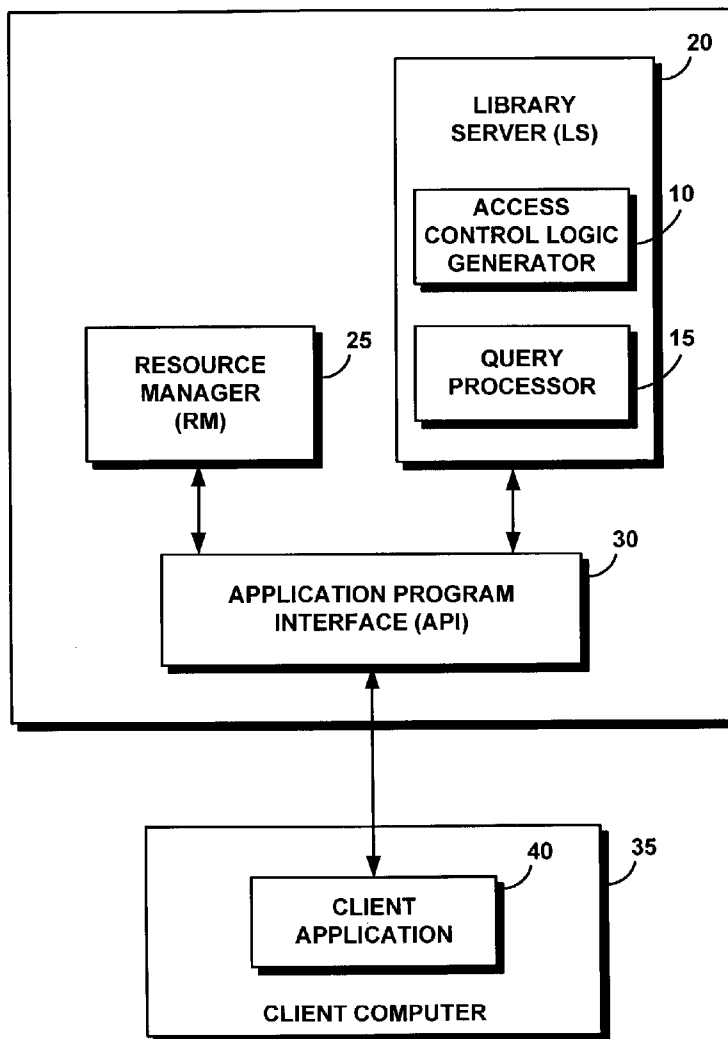 20
LIBRARY
SERVER (LS)
10
ACCESS
CONTROL LOGIC
GENERATOR
25
RESOURCE
MANAGER
(RM)
15
QUERY
PROCESSOR
30
APPLICATION PROGRAM
INTERFACE (API)
35
40
CLIENT
APPLICATION
CLIENT COMPUTER